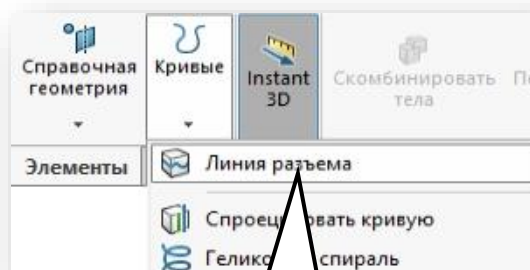 Справочная
геометрия
Кривые
Instant
3D
Скомбинировать
тела
Элементы
Линия разъема
Спроецировать кривую
спираль